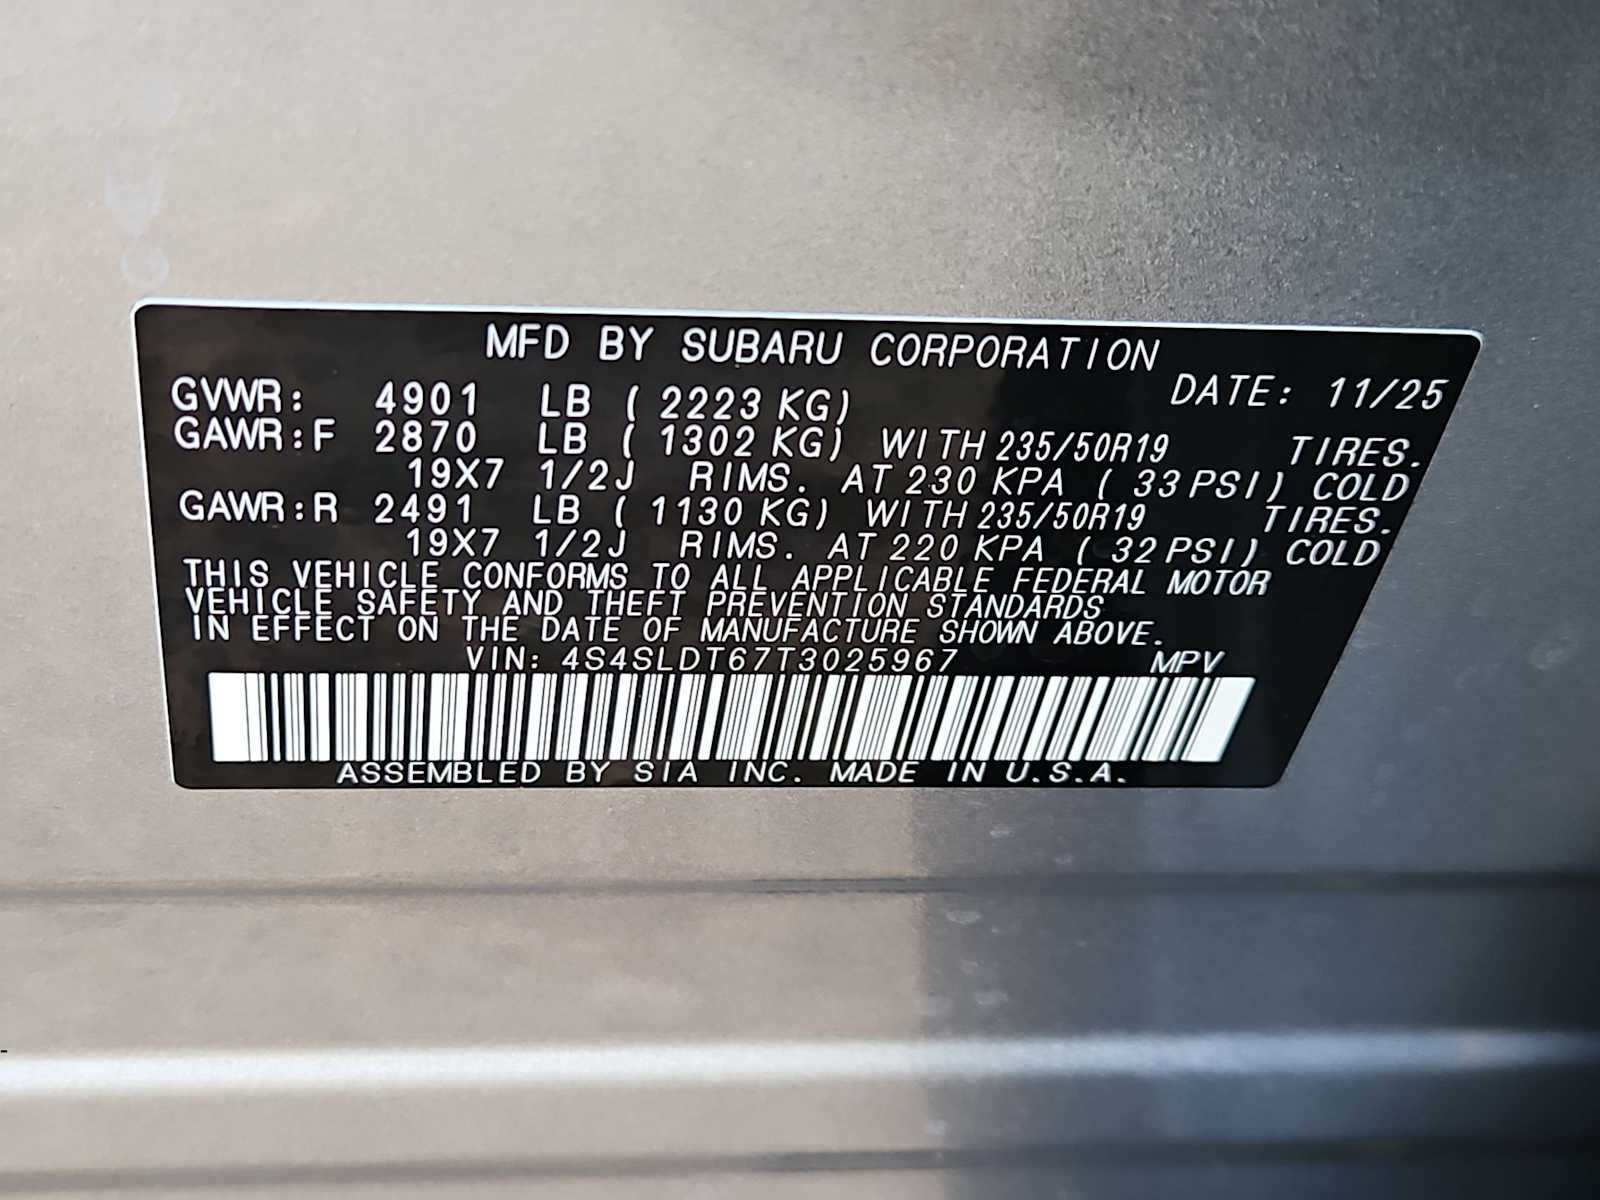 MFD BY SUBARU CORPORATION
GVWR: 4901 LB ( 2223 KG) DATE: 11/25
GAWR:F 2870 LB ( 1302 KG) WITH 235/50R19 TIRES.
19X7 1/2J RIMS. AT 230 KPA ( 33 PSI) COLD
GAWR:R 2491 LB ( 1130 KG) WITH 235/50R19 TIRES.
19X7 1/2J RIMS. AT 220 KPA ( 32 PSI) COLD
THIS VEHICLE CONFORMS TO ALL APPLICABLE FEDERAL MOTOR
VEHICLE SAFETY AND THEFT PREVENTION STANDARDS
IN EFFECT ON THE DATE OF MANUFACTURE SHOWN ABOVE.
VIN: 4S4SLDT67T3025967 MPV
ASSEMBLED BY SIA INC. MADE IN U.S.A.